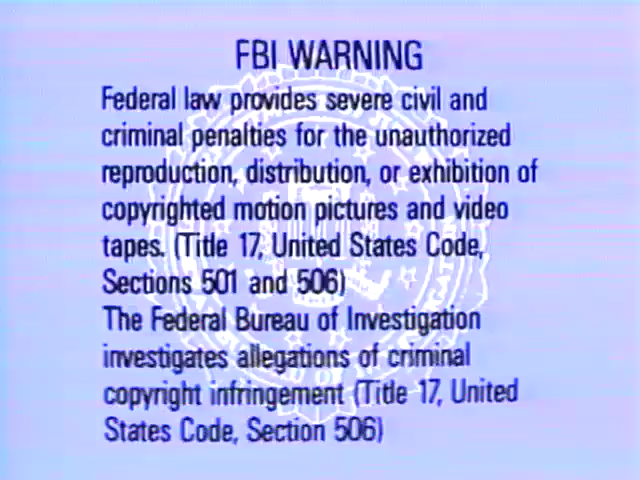 FBI WARNING
Federal law provides severe civil and
criminal penalties for the unauthorized
reproduction, distribution, or exhibition of
copyrighted motion pictures and video
tapes. (Title 17, United States Code,
Sections 501 and 506)
The Federal Bureau of Investigation
investigates allegations of criminal
copyright infringement (Title 17, United
States Code, Section 506)